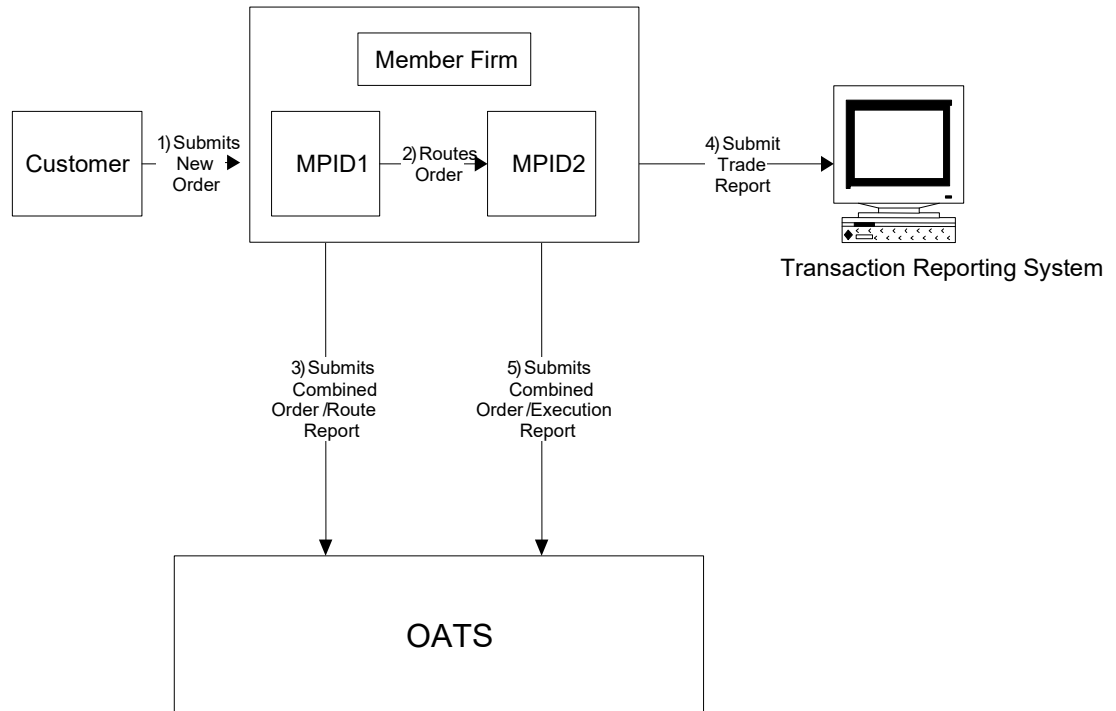 Member Firm
Customer
1) Submits
New
Order
MPID1
2) Routes
Order
MPID2
4) Submit
Trade
Report
Transaction Reporting System
3) Submits
Combined
Order /Route
Report
5) Submits
Combined
Order /Execution
Report
OATS